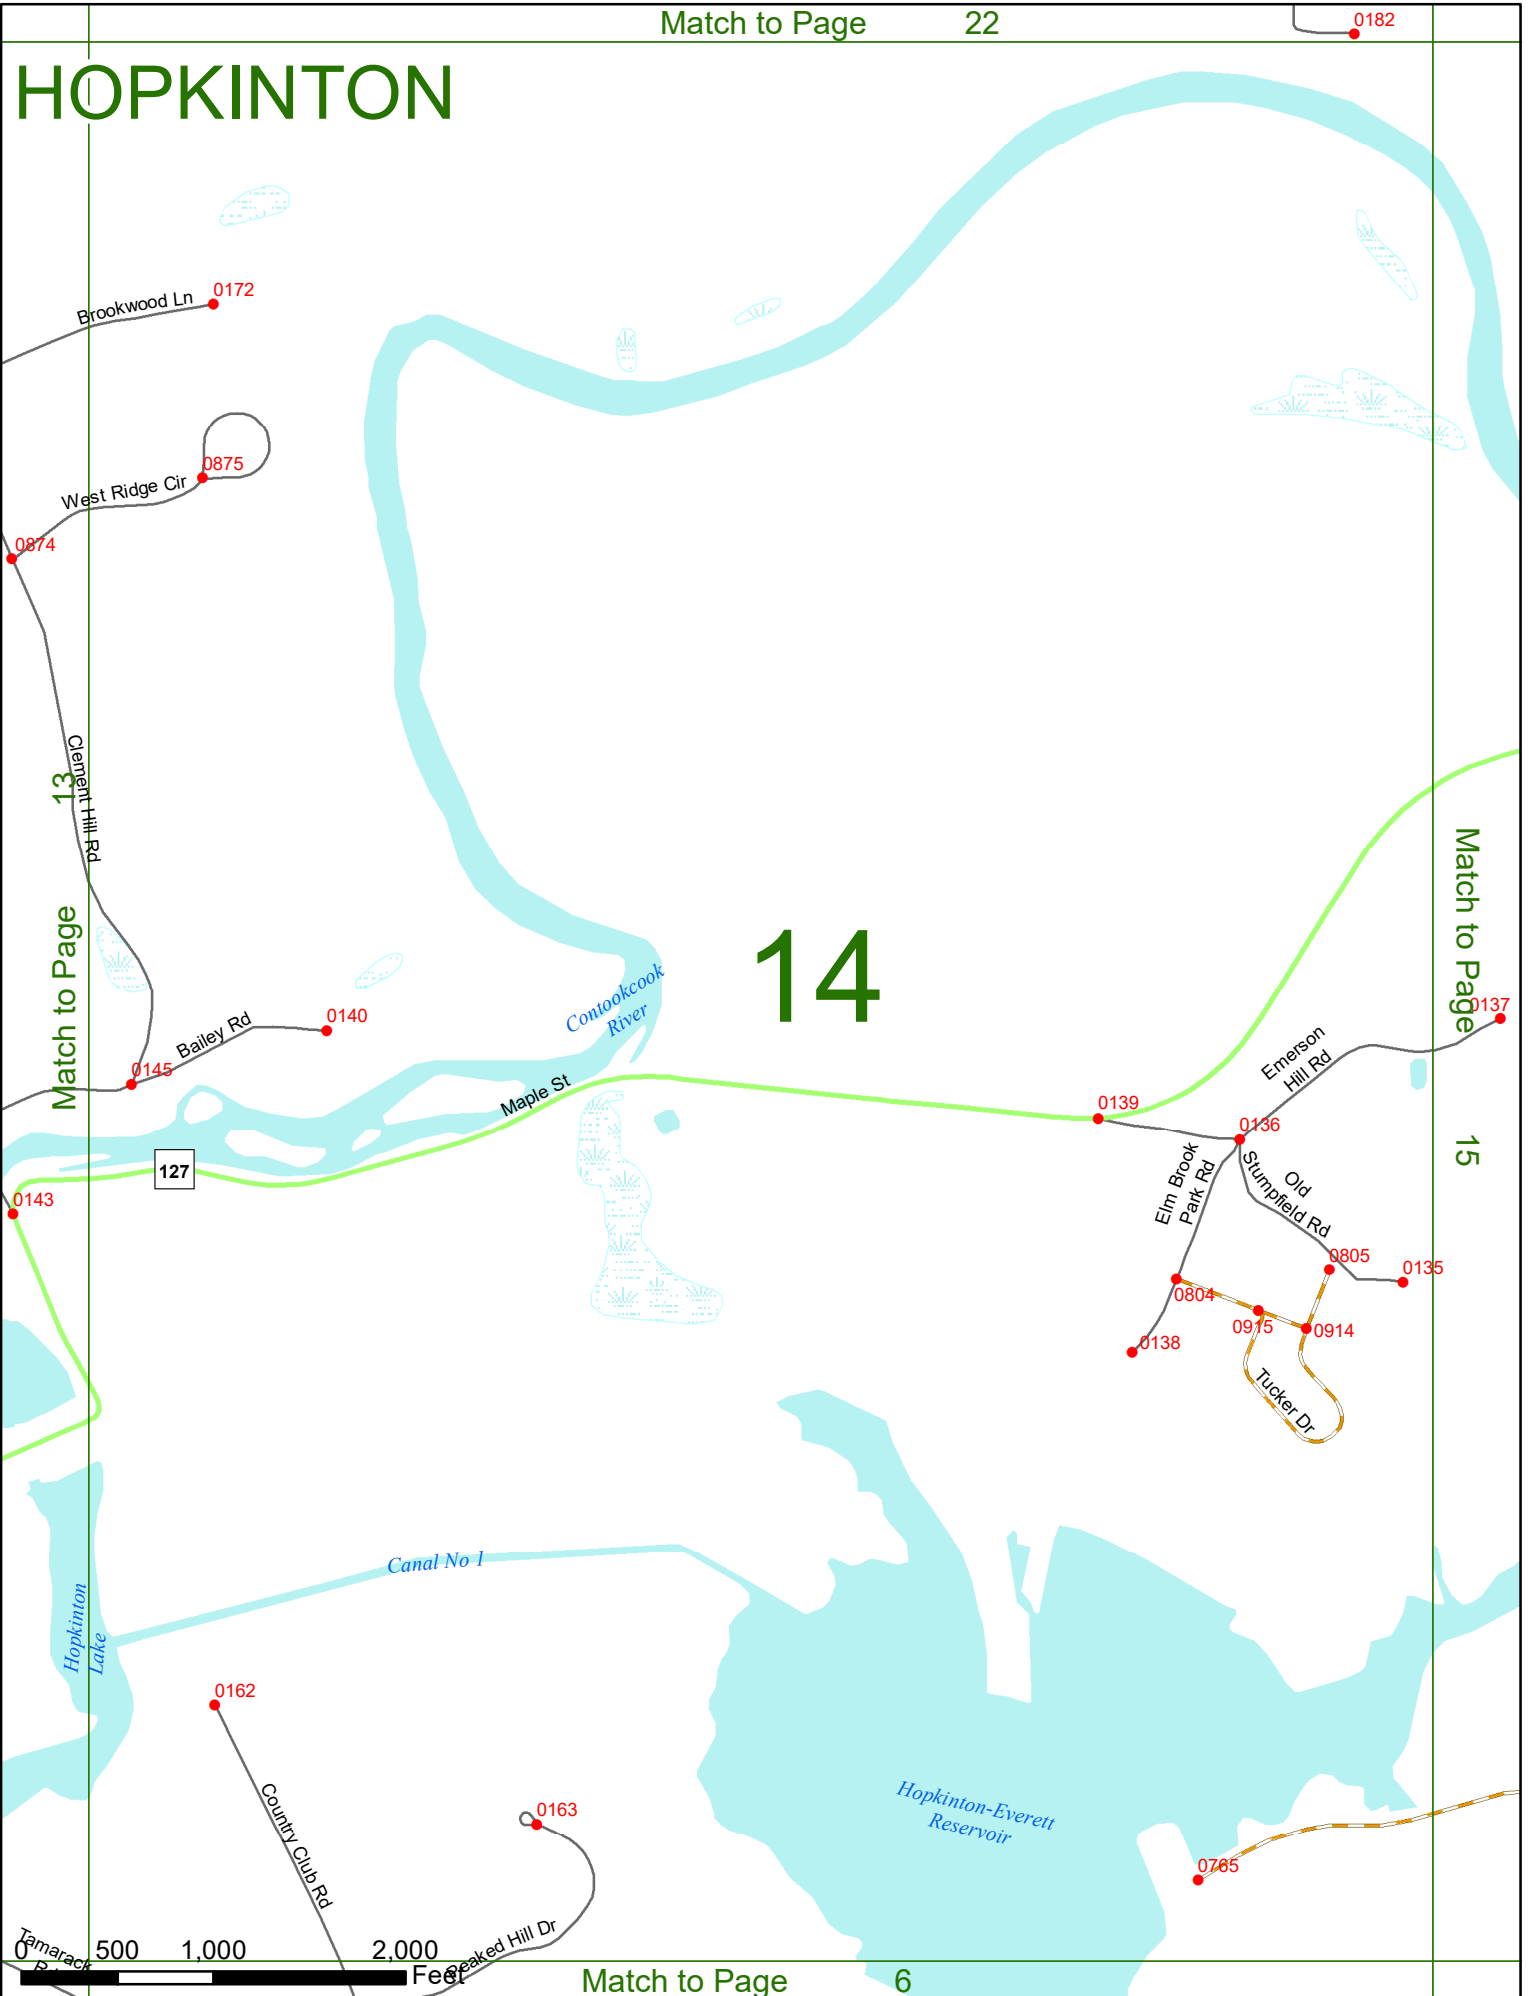 Match to Page 22
0182
HOPKINTON
Brookwood Ln
0172
0875
West Ridge Cir
0874
Clement Hill Rd
13
Match to Page
Match to Page
15
14
Contookcook
River
0140
Bailey Rd
0145
Maple St
127
0143
0137
Emerson
Hill Rd
0139
0136
Elm Brook
Park Rd
Old
Stumpfield Rd
0805
0135
0804
0915
0914
0138
Tucker Dr
Canal No 1
Hopkinton
Lake
0162
Country Club Rd
0163
Hopkinton-Everett
Reservoir
0765
Peaked Hill Dr
Tamarack
0 500 1,000 2,000
Feet
Match to Page 6